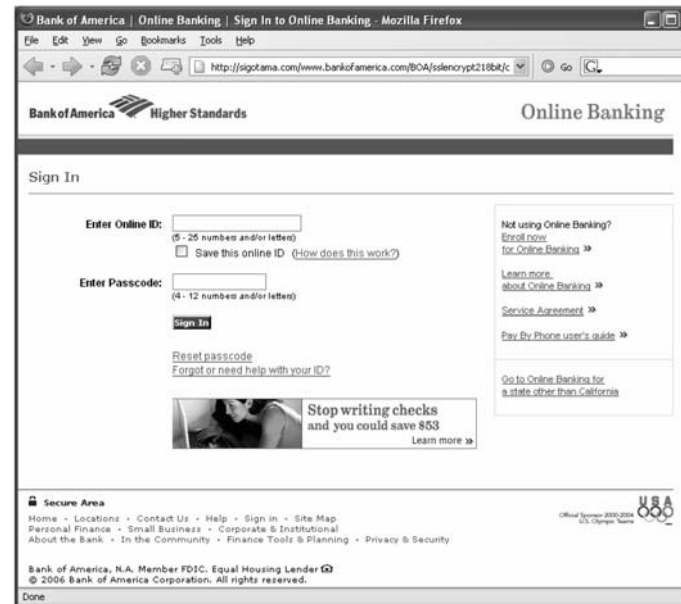 Bank of America | Online Banking | Sign In to Online Banking - Mozilla Firefox
File Edit View Go Bookmarks Tools Help
http://sigotama.com/www.bankofamerica.com/BOA/sslencrypt218bit/c Go G
Bank of America Higher Standards Online Banking
Sign In
Enter Online ID:
(5 - 25 numbers and/or letters)
Save this online ID (How does this work?)
Enter Passcode:
(4 - 12 numbers and/or letters)
Sign In
Reset passcode
Forgot or need help with your ID?
Stop writing checks
and you could save $53
Learn more »
Not using Online Banking?
Enroll now
for Online Banking »
Learn more
about Online Banking »
Service Agreement »
Pay By Phone user's guide »
Go to Online Banking for
a state other than California
Secure Area
Home • Locations • Contact Us • Help • Sign in • Site Map
Personal Finance • Small Business • Corporate & Institutional
About the Bank • In the Community • Finance Tools & Planning • Privacy & Security
Official Sponsor 2000-2004
U.S. Olympic Teams
USA
Bank of America, N.A. Member FDIC. Equal Housing Lender
© 2006 Bank of America Corporation. All rights reserved.
Done